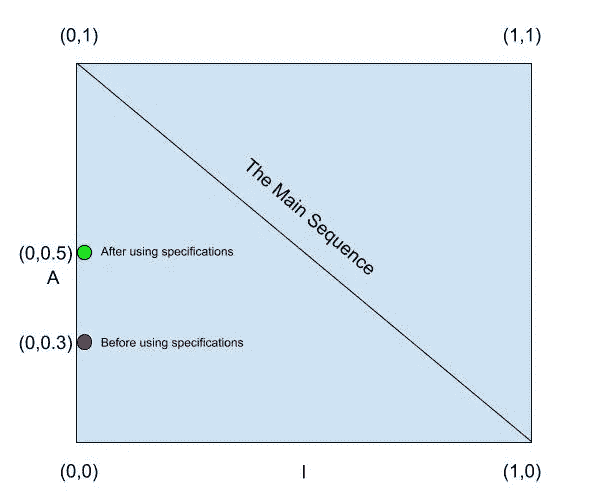 (0,1)
(1,1)
The Main Sequence
(0,0.5)
After using specifications
A
(0,0.3)
Before using specifications
(0,0)
I
(1,0)